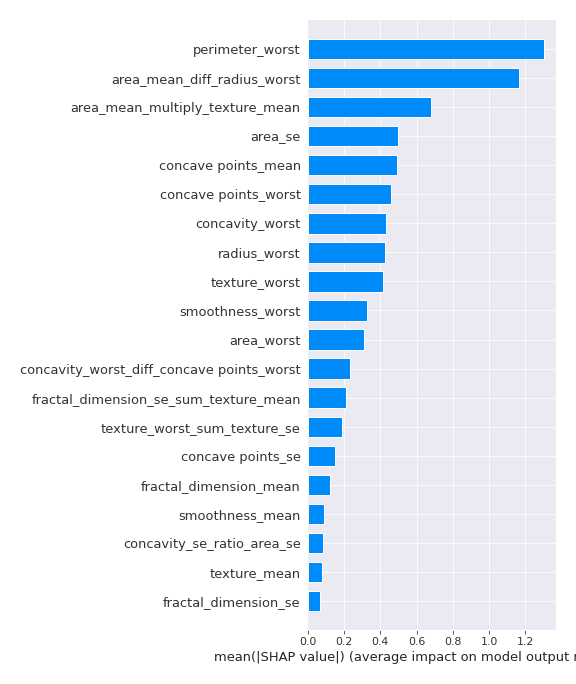 perimeter_worst
area_mean_diff_radius_worst
area_mean_multiply_texture_mean
area_se
concave points_mean
concave points_worst
concavity_worst
radius_worst
texture_worst
smoothness_worst
area_worst
concavity_worst_diff_concave points_worst
fractal_dimension_se_sum_texture_mean
texture_worst_sum_texture_se
concave points_se
fractal_dimension_mean
smoothness_mean
concavity_se_ratio_area_se
texture_mean
fractal_dimension_se
0.0 0.2 0.4 0.6 0.8 1.0 1.2
mean(|SHAP value|) (average impact on model output